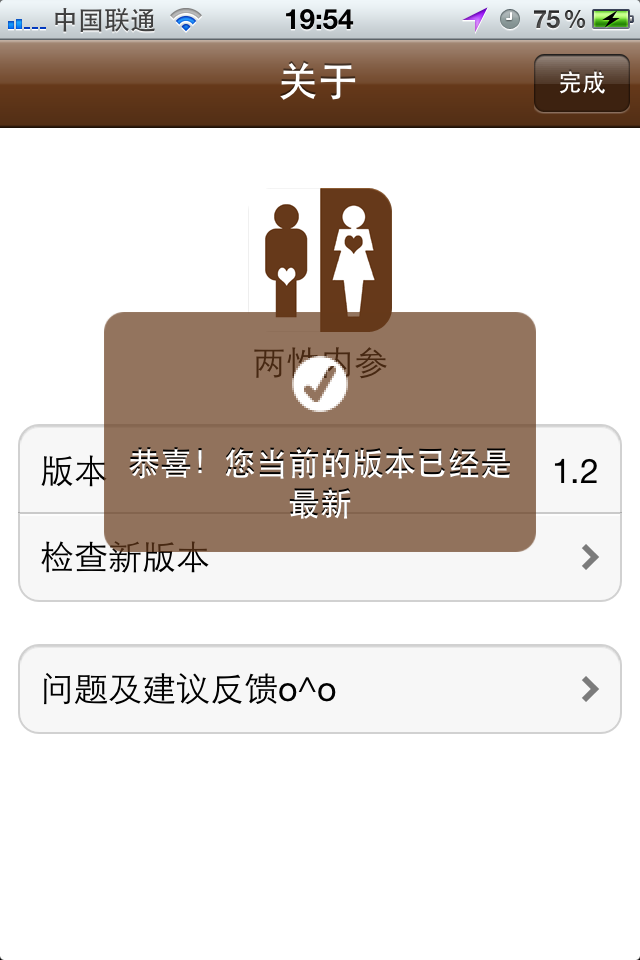 中国联通 19:54 75%
关于 完成
两性内参
恭喜！您当前的版本已经是
最新
版本 1.2
检查新版本
问题及建议反馈o^o